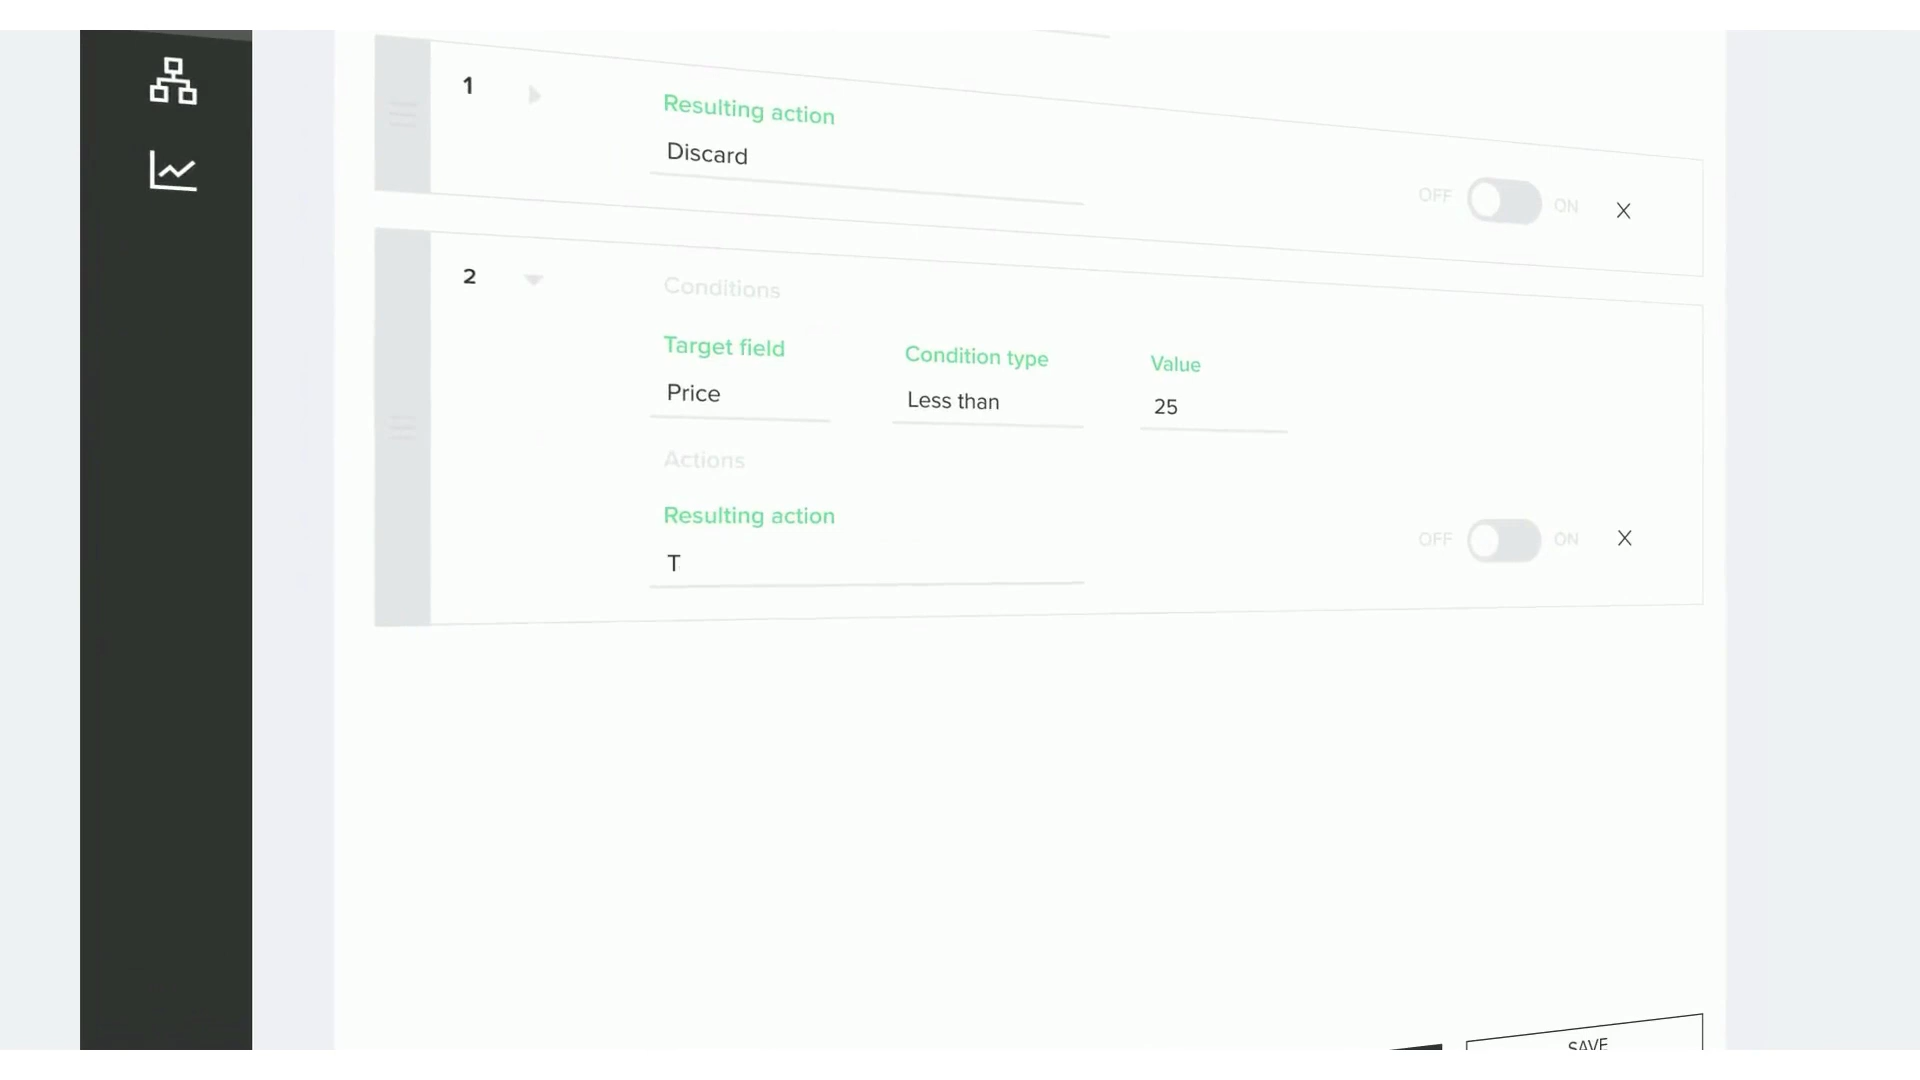 1
Resulting action
Discard
OFF ON X
2
Conditions
Target field Condition type Value
Price Less than 25
Actions
Resulting action
T
OFF ON X
SAVE